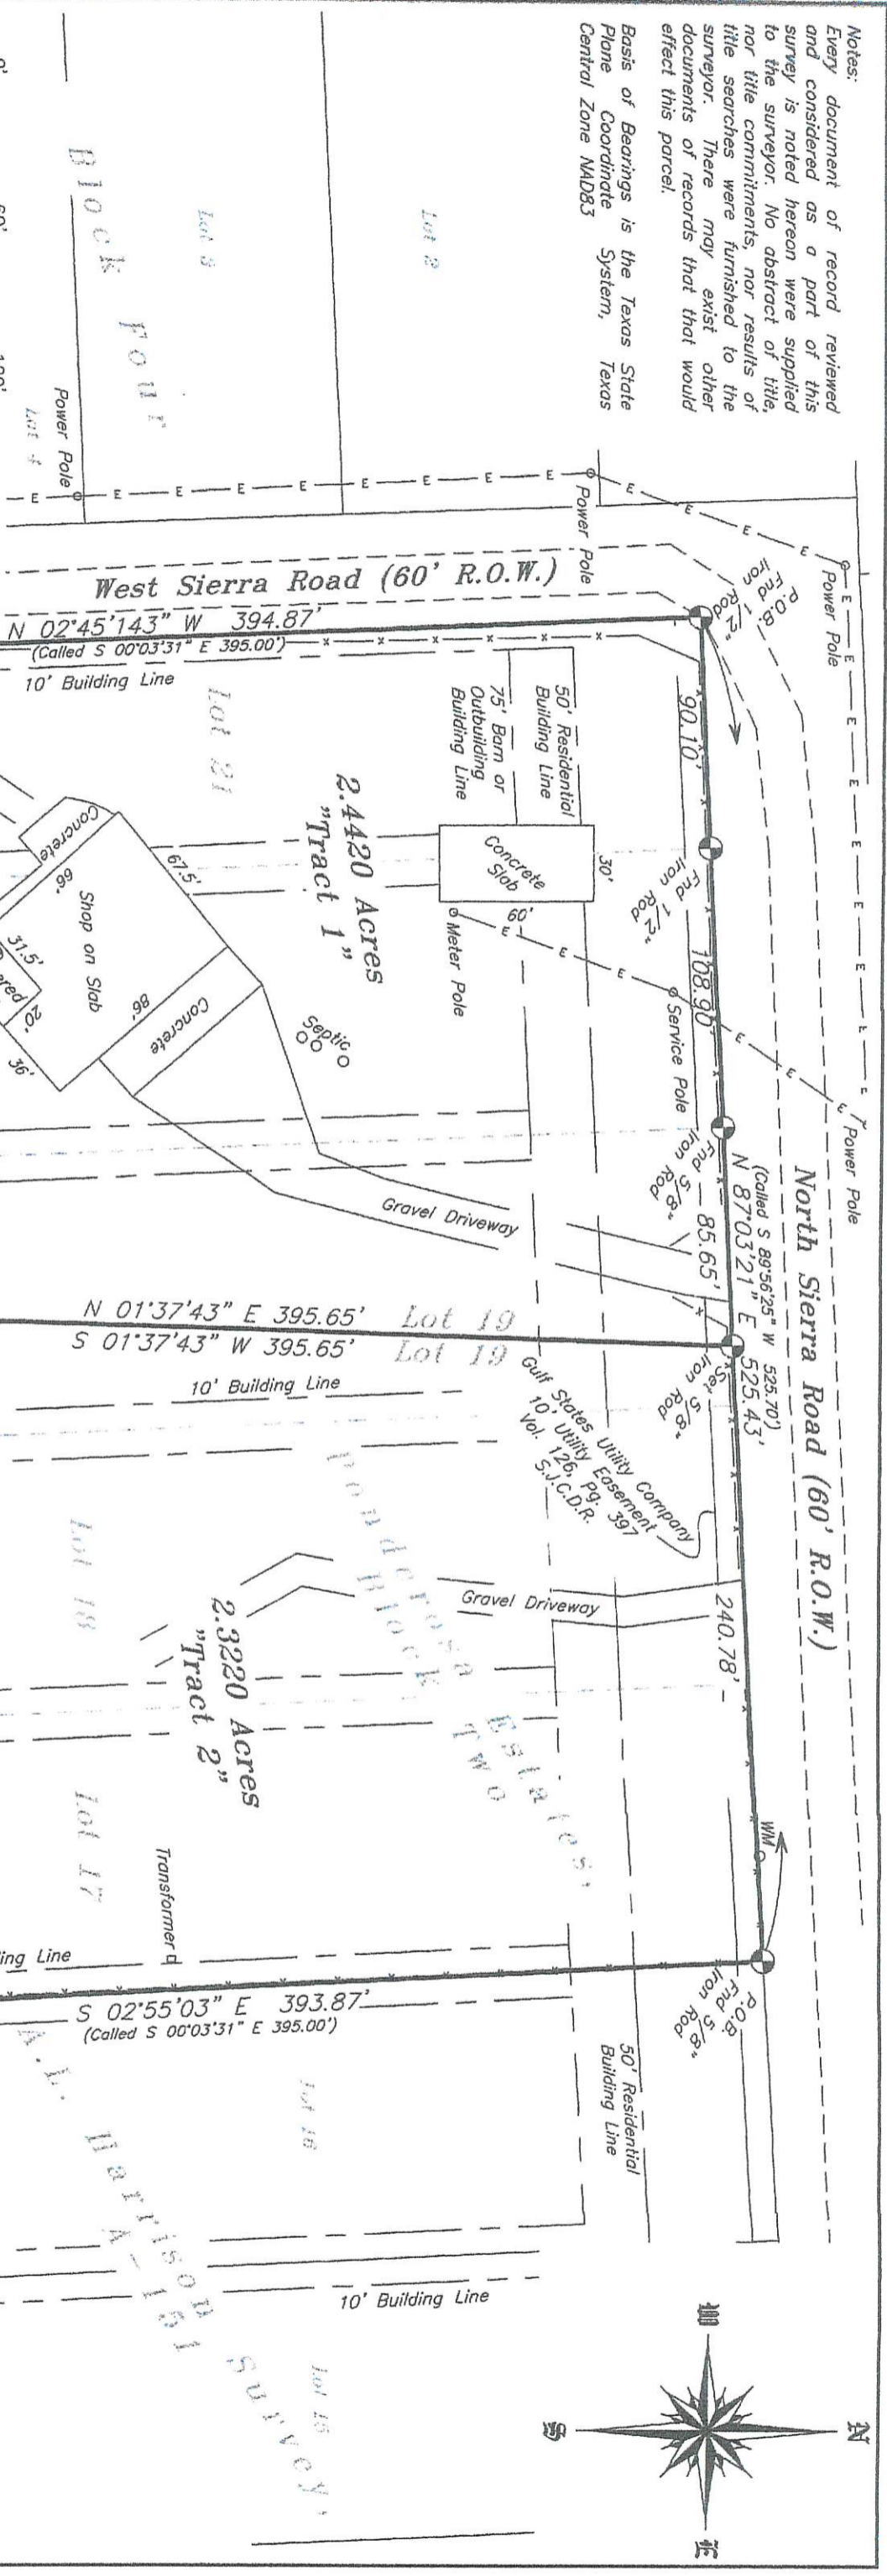 Notes:
Every document of record reviewed
and considered as a part of this
survey is noted hereon were supplied
to the surveyor. No abstract of title,
nor title commitments, nor results of
title searches were furnished to the
surveyor. There may exist other
documents of records that that would
effect this parcel.
Basis of Bearings is the Texas State
Plane Coordinate System, Texas
Central Zone NAD83
Lot 2
Lot 3
Block Four
Lot 4
Power Pole
Power Pole
Power Pole
Power Pole
North Sierra Road (60' R.O.W.)
(Called S 89°56'25" W 525.70')
N 87°03'21" E 525.43'
West Sierra Road (60' R.O.W.)
N 02°45'143" W 394.87'
(Called S 00°03'31" E 395.00')
10' Building Line
P.O.B.
Fnd 1/2"
Iron Rod
90.10'
Fnd 1/2"
Iron Rod
108.90'
Fnd 5/8"
Iron Rod
85.65'
Set 5/8"
Iron Rod
240.78'
WM
P.O.B.
Fnd 5/8"
Iron Rod
50' Residential
Building Line
75' Barn or
Outbuilding
Building Line
Lot 21
2.4420 Acres
"Tract 1"
Concrete
Slab
30'
60'
Meter Pole
Service Pole
Septic
Concrete
67.5'
66'
Shop on Slab
86'
Concrete
31.5'
20'
36'
Gravel Driveway
N 01°37'43" E 395.65'
S 01°37'43" W 395.65'
Lot 19
Lot 19
10' Building Line
Gulf States Utility Company
10' Utility Easement
Vol. 126, Pg. 397
S.J.C.D.R.
Gravel Driveway
Lot 18
Ponderosa Estates,
Block Two
2.3220 Acres
"Tract 2"
Lot 17
Transformer
ing Line
S 02°55'03" E 393.87'
(Called S 00°03'31" E 395.00')
50' Residential
Building Line
Lot 16
A.L. Harrison Survey,
A-151
10' Building Line
Lot 15
N
W
E
S